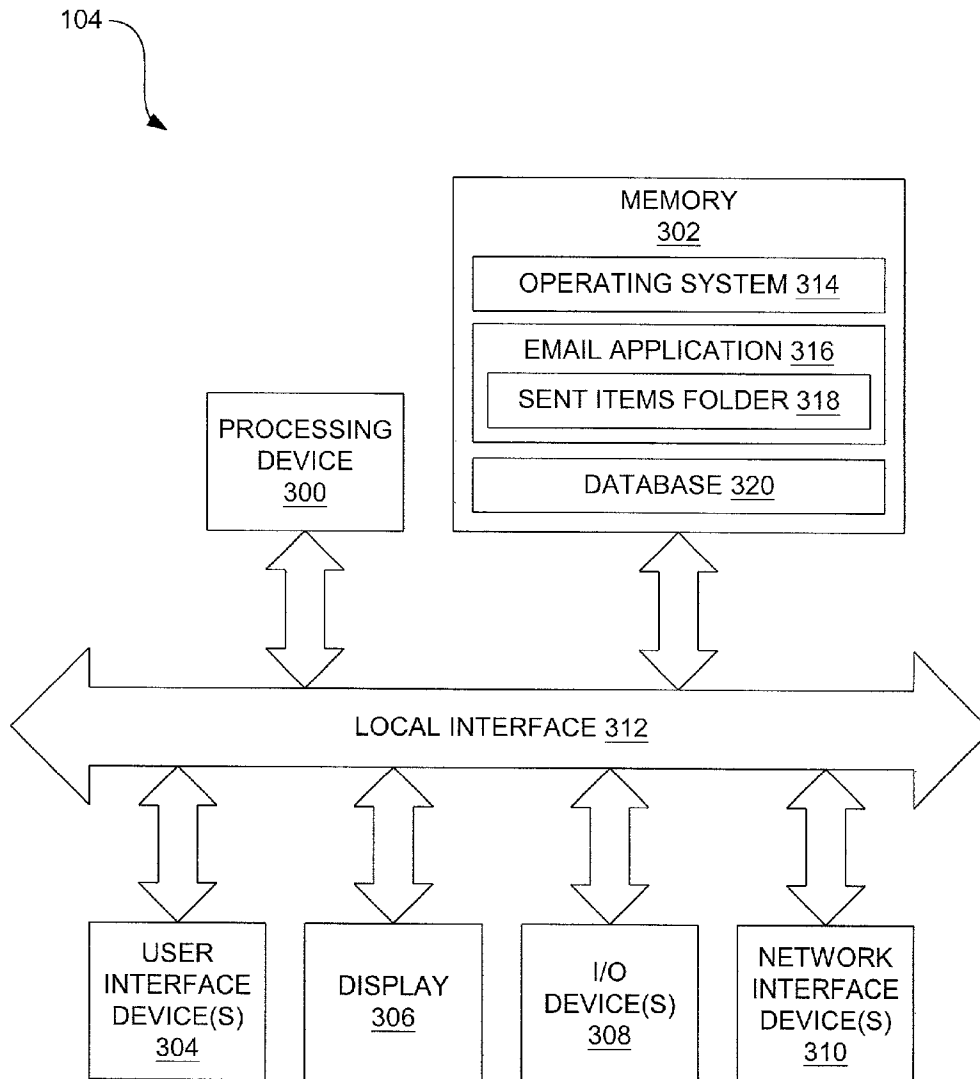 104
MEMORY
302
OPERATING SYSTEM 314
EMAIL APPLICATION 316
SENT ITEMS FOLDER 318
DATABASE 320
PROCESSING
DEVICE
300
LOCAL INTERFACE 312
USER
INTERFACE
DEVICE(S)
304
DISPLAY
306
I/O
DEVICE(S)
308
NETWORK
INTERFACE
DEVICE(S)
310